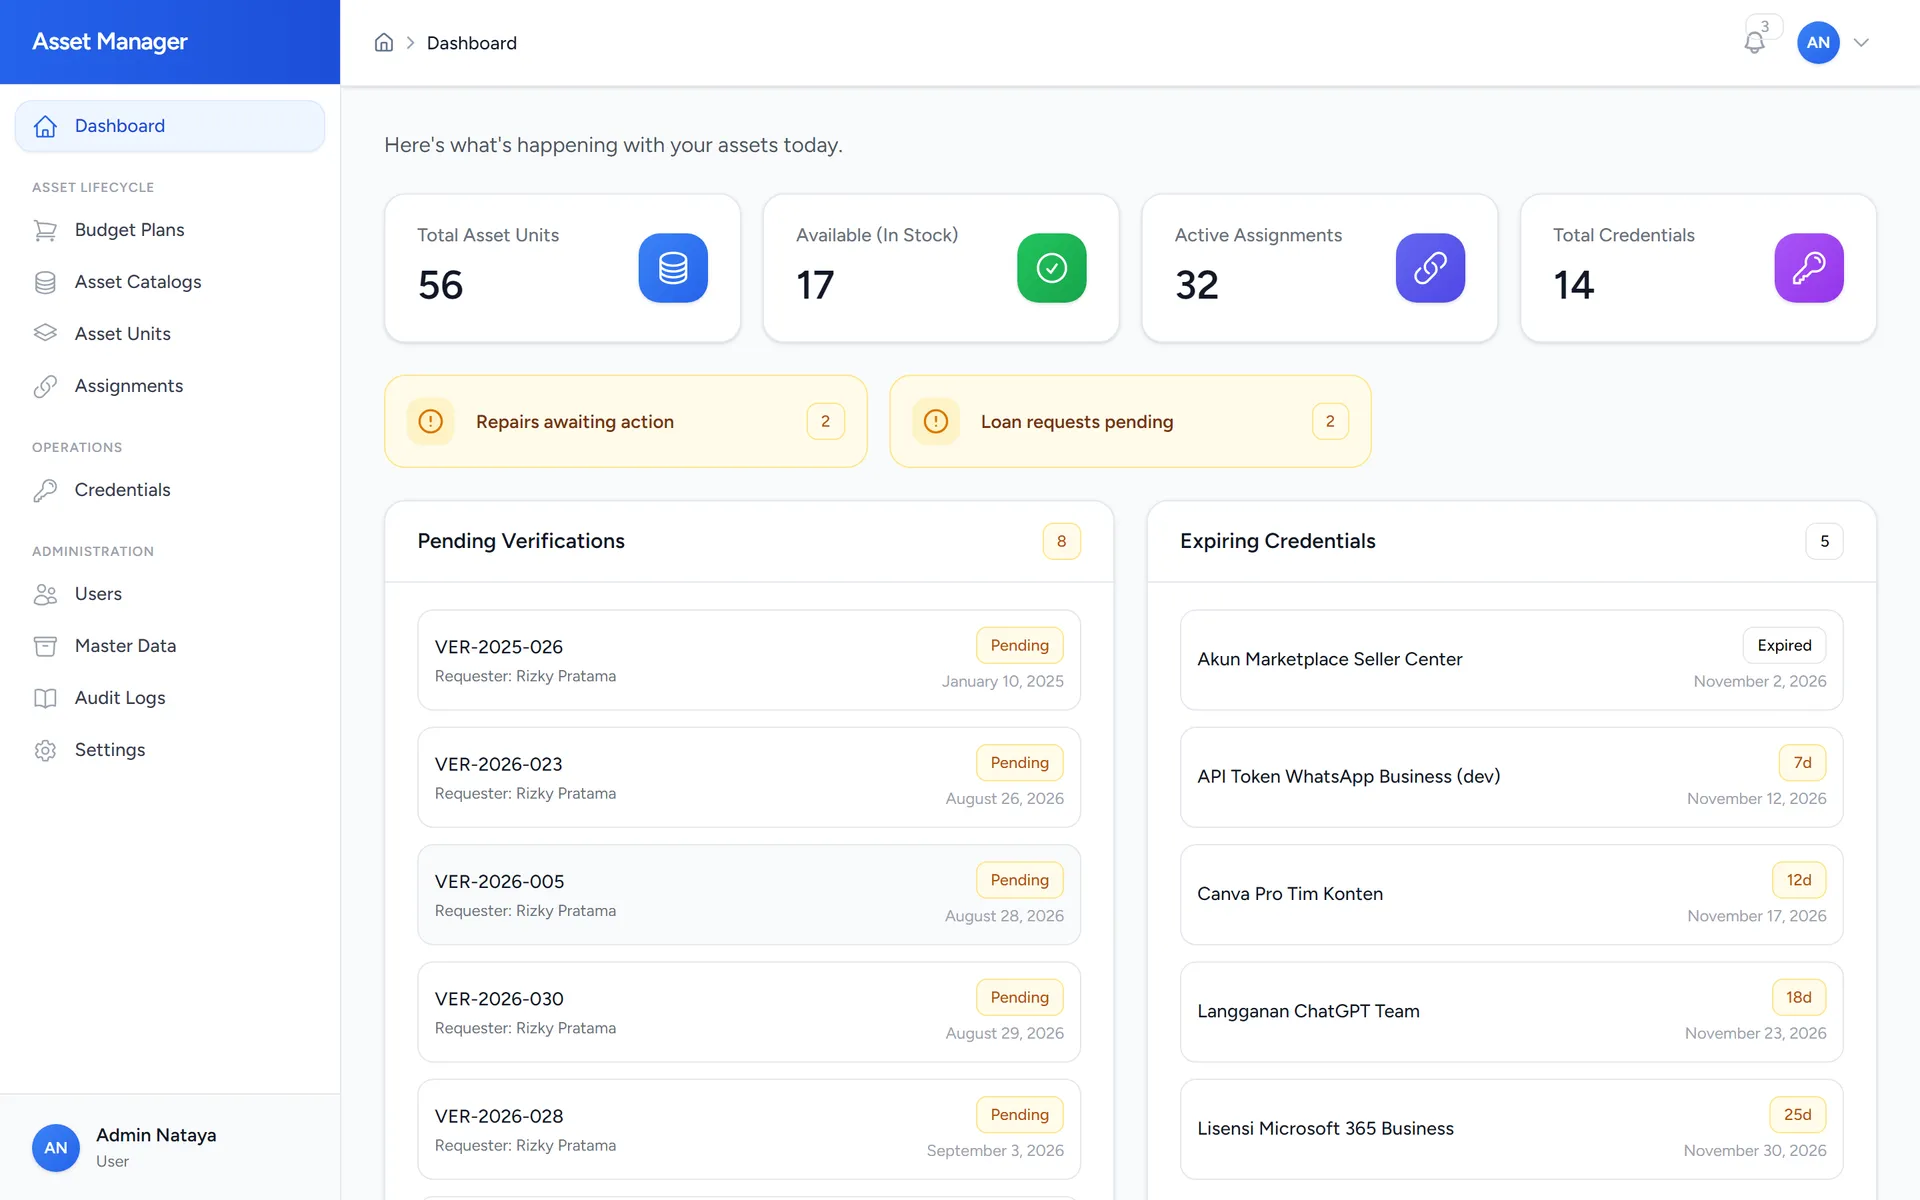 Asset Manager
Dashboard
ASSET LIFECYCLE
Budget Plans
Asset Catalogs
Asset Units
Assignments
OPERATIONS
Credentials
ADMINISTRATION
Users
Master Data
Audit Logs
Settings
AN
Admin Nataya
User
Dashboard
3
AN
Here's what's happening with your assets today.
Total Asset Units
56
Available (In Stock)
17
Active Assignments
32
Total Credentials
14
Repairs awaiting action
2
Loan requests pending
2
Pending Verifications
8
VER-2025-026
Requester: Rizky Pratama
Pending
January 10, 2025
VER-2026-023
Requester: Rizky Pratama
Pending
August 26, 2026
VER-2026-005
Requester: Rizky Pratama
Pending
August 28, 2026
VER-2026-030
Requester: Rizky Pratama
Pending
August 29, 2026
VER-2026-028
Requester: Rizky Pratama
Pending
September 3, 2026
Expiring Credentials
5
Akun Marketplace Seller Center
Expired
November 2, 2026
API Token WhatsApp Business (dev)
7d
November 12, 2026
Canva Pro Tim Konten
12d
November 17, 2026
Langganan ChatGPT Team
18d
November 23, 2026
Lisensi Microsoft 365 Business
25d
November 30, 2026